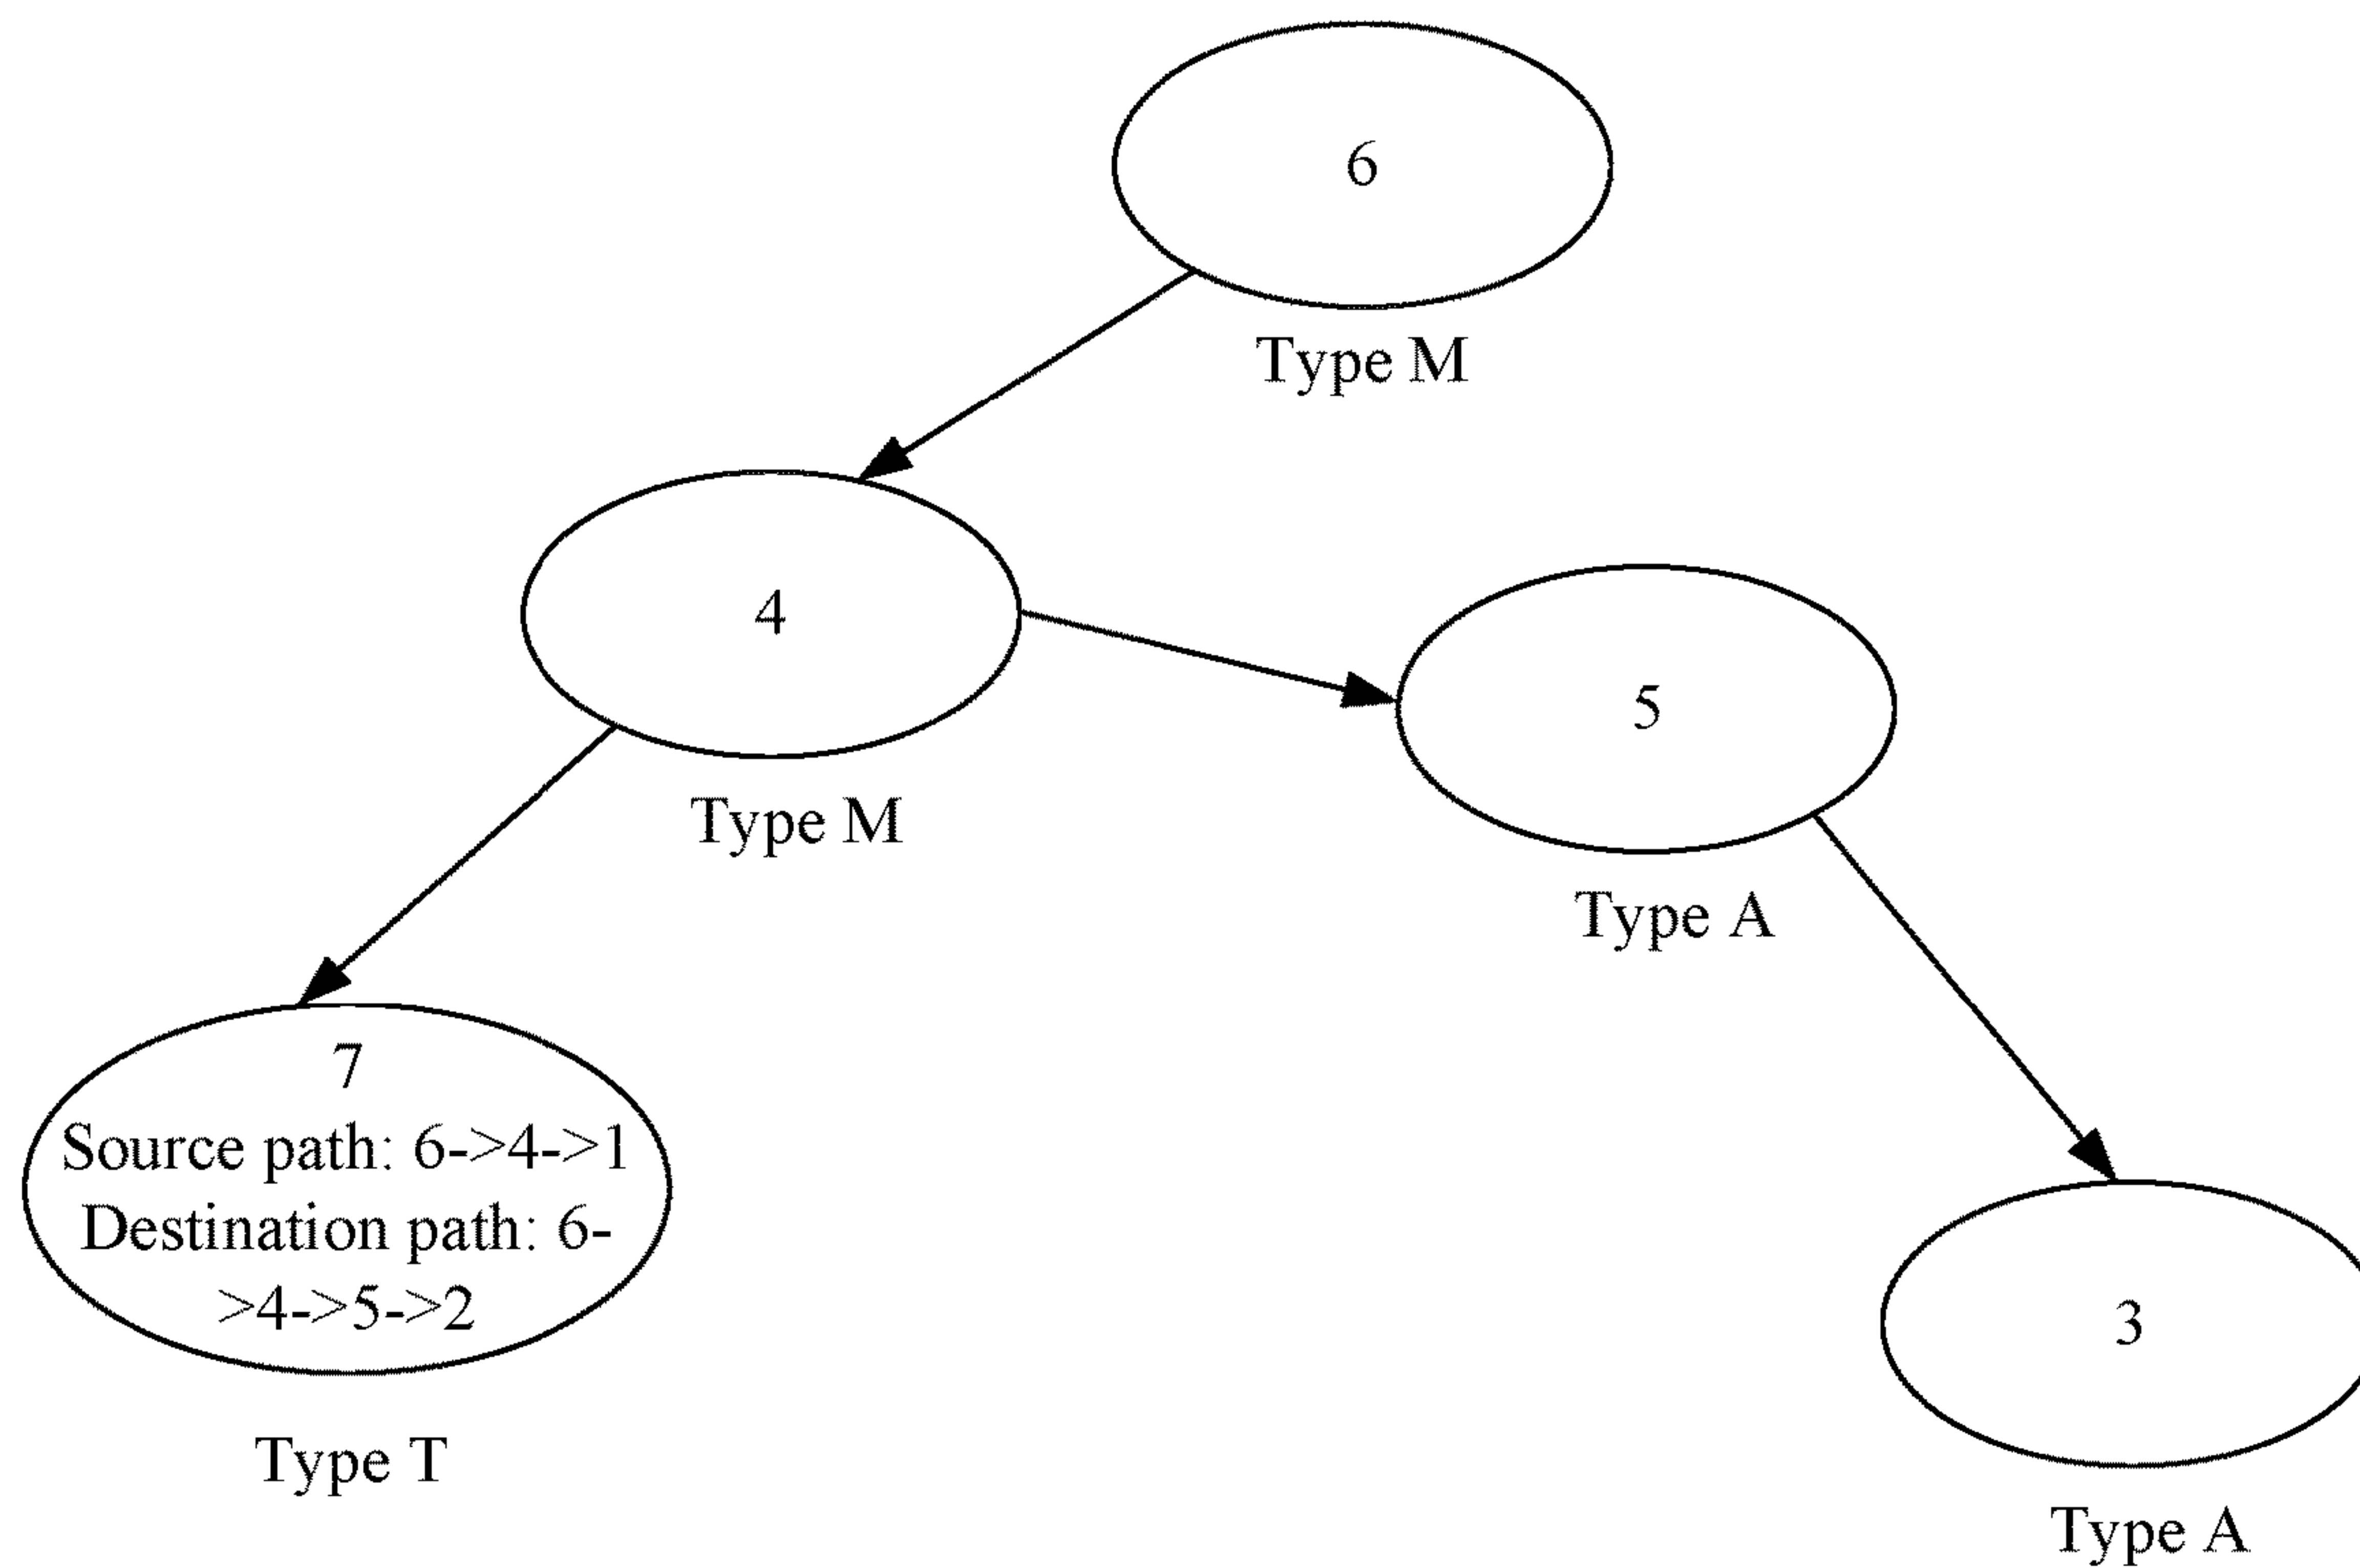 6
Type M
4
Type M
5
Type A
7
Source path: 6->4->1
Destination path: 6-
>4->5->2
Type T
3
Type A